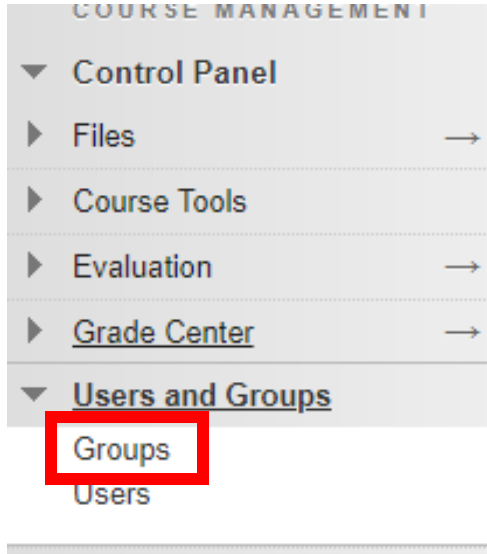 COURSE MANAGEMENT
Control Panel
Files
Course Tools
Evaluation
Grade Center
Users and Groups
Groups
Users